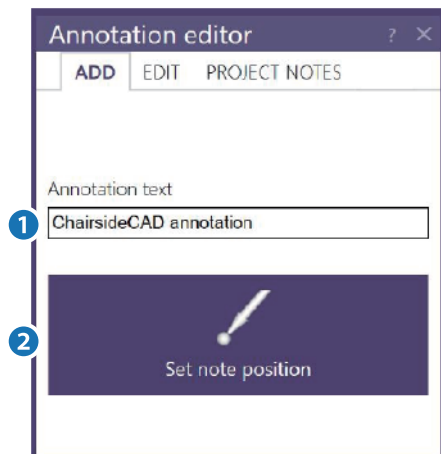 Annotation editor ? ×
ADD EDIT PROJECT NOTES
Annotation text
1 ChairsideCAD annotation
2
Set note position